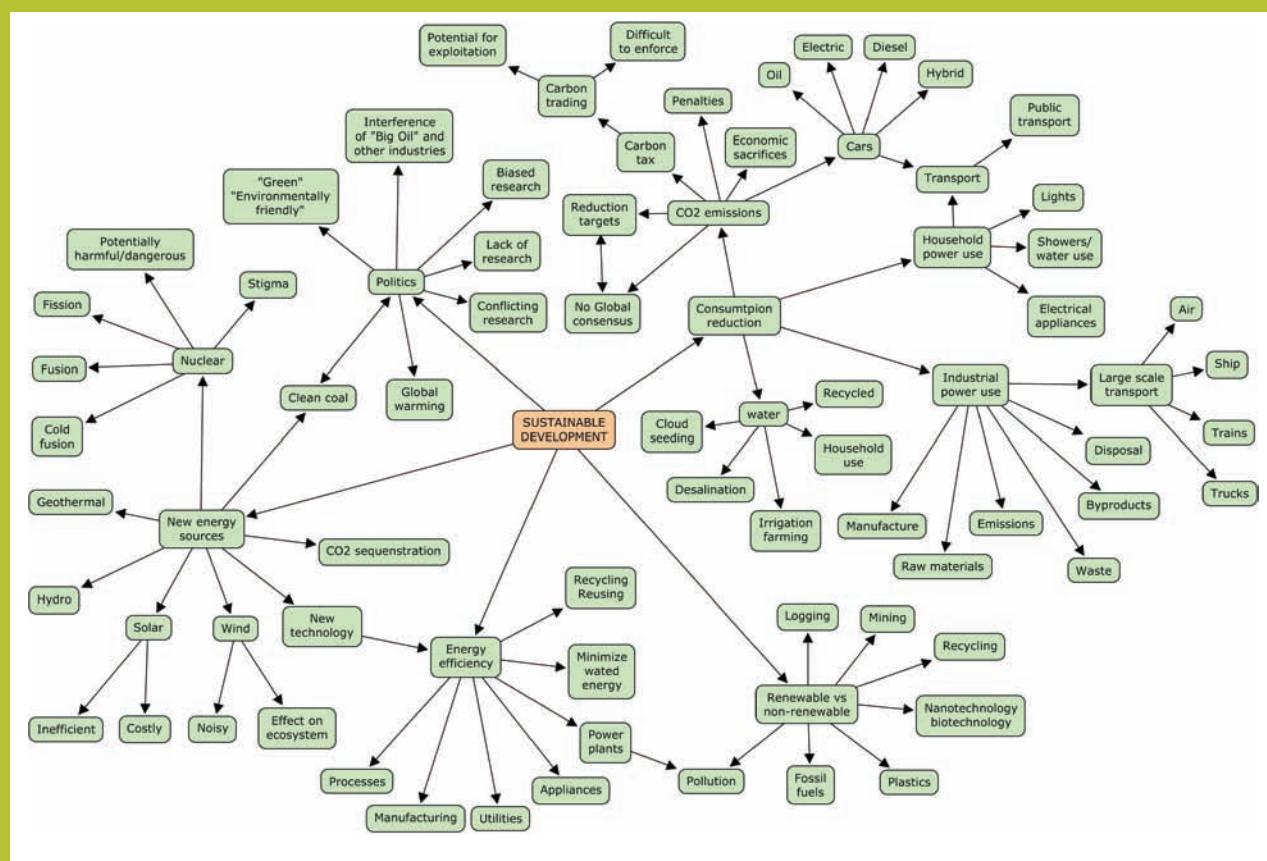 Potential for
exploitation
Difficult
to enforce
Carbon
trading
Electric
Diesel
Oil
Hybrid
Penalties
Public
transport
Interference
of "Big Oil" and
other industries
Carbon
tax
Economic
sacrifices
Cars
Transport
"Green"
"Environmentally
friendly"
Biased
research
Reduction
targets
CO2 emissions
Lights
Household
power use
Showers/
water use
Potentially
harmful/dangerous
Lack of
research
Stigma
Politics
Conflicting
research
No Global
consensus
Consumtpion
reduction
Electrical
appliances
Fission
Air
Nuclear
Fusion
Ship
Clean coal
Global
warming
Industrial
power use
Large scale
transport
Recycled
water
Cold
fusion
SUSTAINABLE
DEVELOPMENT
Cloud
seeding
Trains
Household
use
Disposal
Geothermal
Desalination
Trucks
Byproducts
New energy
sources
Irrigation
farming
Manufacture
Emissions
CO2 sequenstration
Raw materials
Waste
Hydro
Recycling
Reusing
Solar
Wind
New
technology
Logging
Mining
Energy
efficiency
Minimize
wated
energy
Recycling
Renewable vs
non-renewable
Nanotechnology
biotechnology
Inefficient
Costly
Noisy
Effect on
ecosystem
Power
plants
Processes
Appliances
Pollution
Fossil
fuels
Plastics
Manufacturing
Utilities